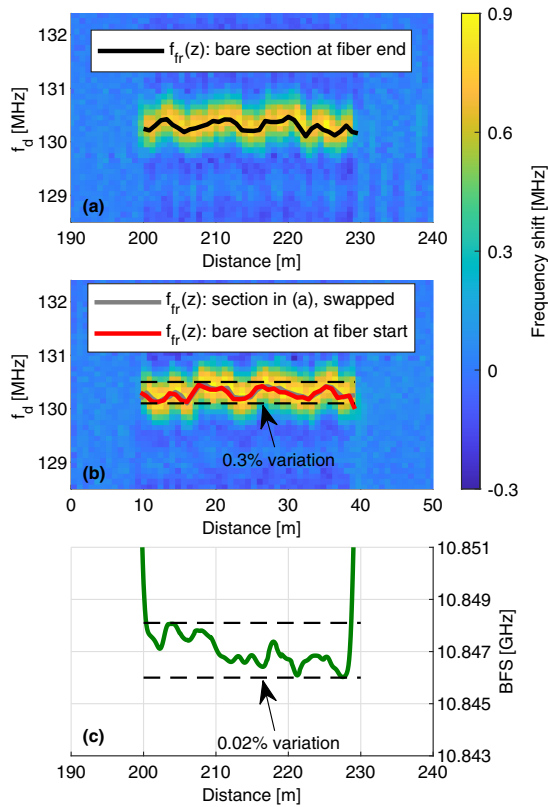 132
131
130
129
f_d [MHz]
f_fr(z): bare section at fiber end
(a)
190 200 210 220 230 240
Distance [m]
132
131
130
129
f_d [MHz]
f_fr(z): section in (a), swapped
f_fr(z): bare section at fiber start
0.3% variation
(b)
0 10 20 30 40 50
Distance [m]
0.9
0.6
0.3
0
-0.3
Frequency shift [MHz]
10.851
10.849
10.847
10.845
10.843
BFS [GHz]
0.02% variation
(c)
190 200 210 220 230 240
Distance [m]